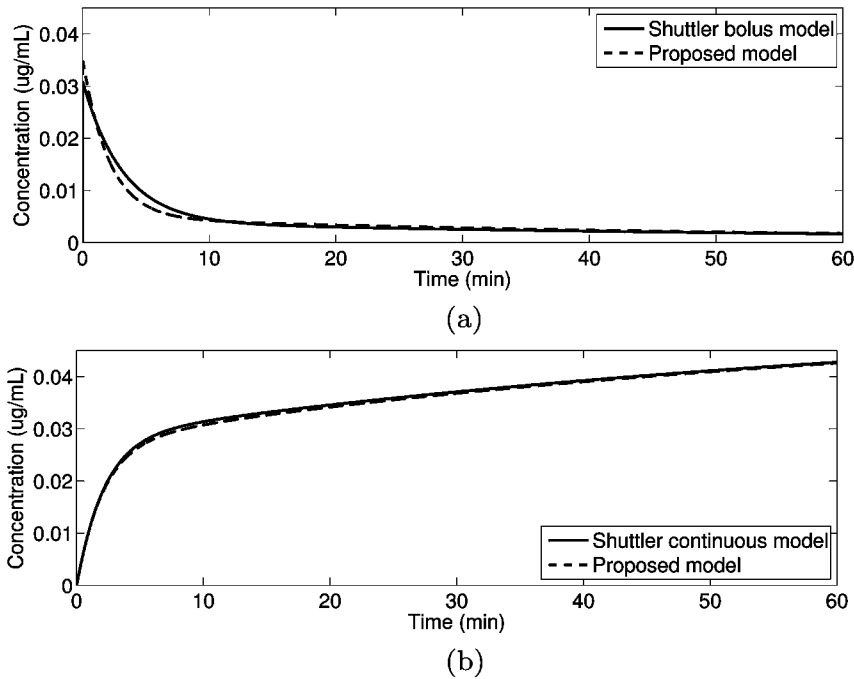 Shuttler bolus model
Proposed model
Concentration (ug/mL)
0.04
0.03
0.02
0.01
0
0 10 20 30 40 50 60
Time (min)
(a)
Concentration (ug/mL)
0.04
0.03
0.02
0.01
0
Shuttler continuous model
Proposed model
0 10 20 30 40 50 60
Time (min)
(b)